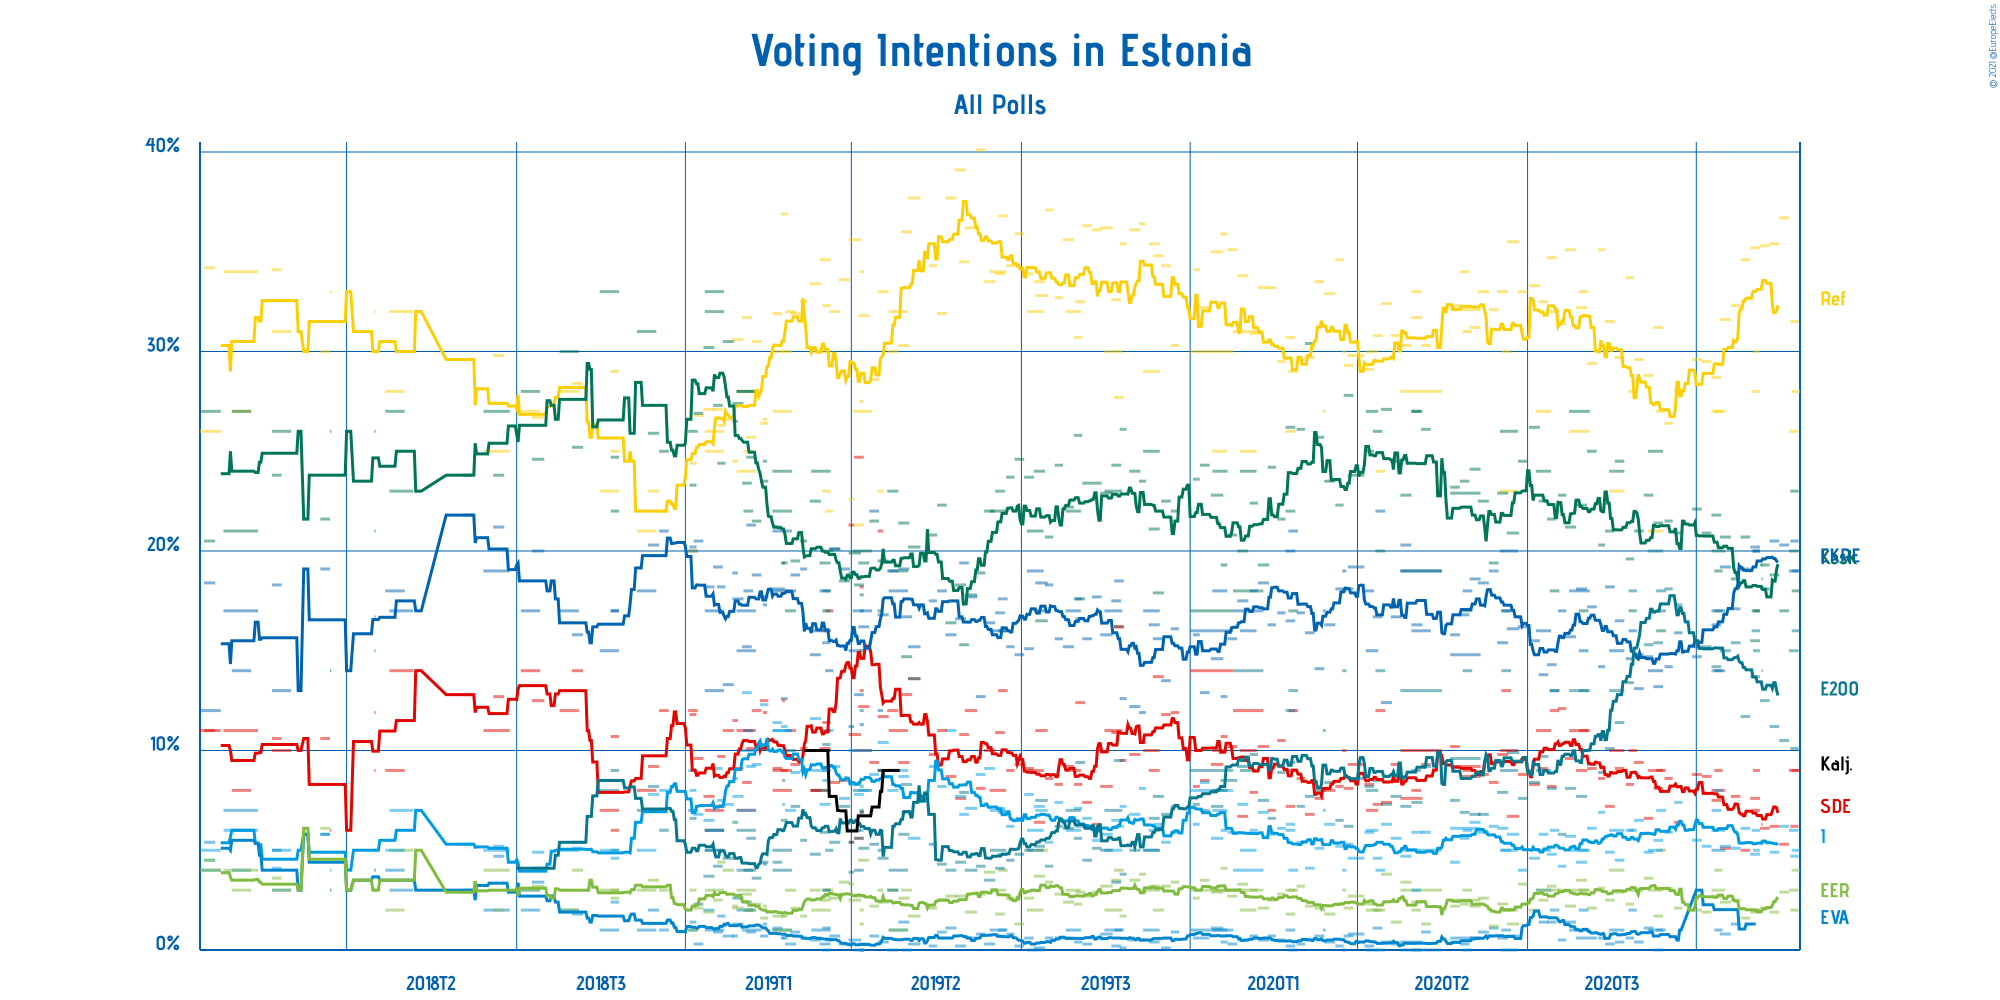 Voting Intentions in Estonia
All Polls
© 2021 @EuropeElects
40%
30%
20%
10%
0%
Ref
E200
Kalj.
SDE
I
EER
EVA
2018T2
2018T3
2019T1
2019T2
2019T3
2020T1
2020T2
2020T3